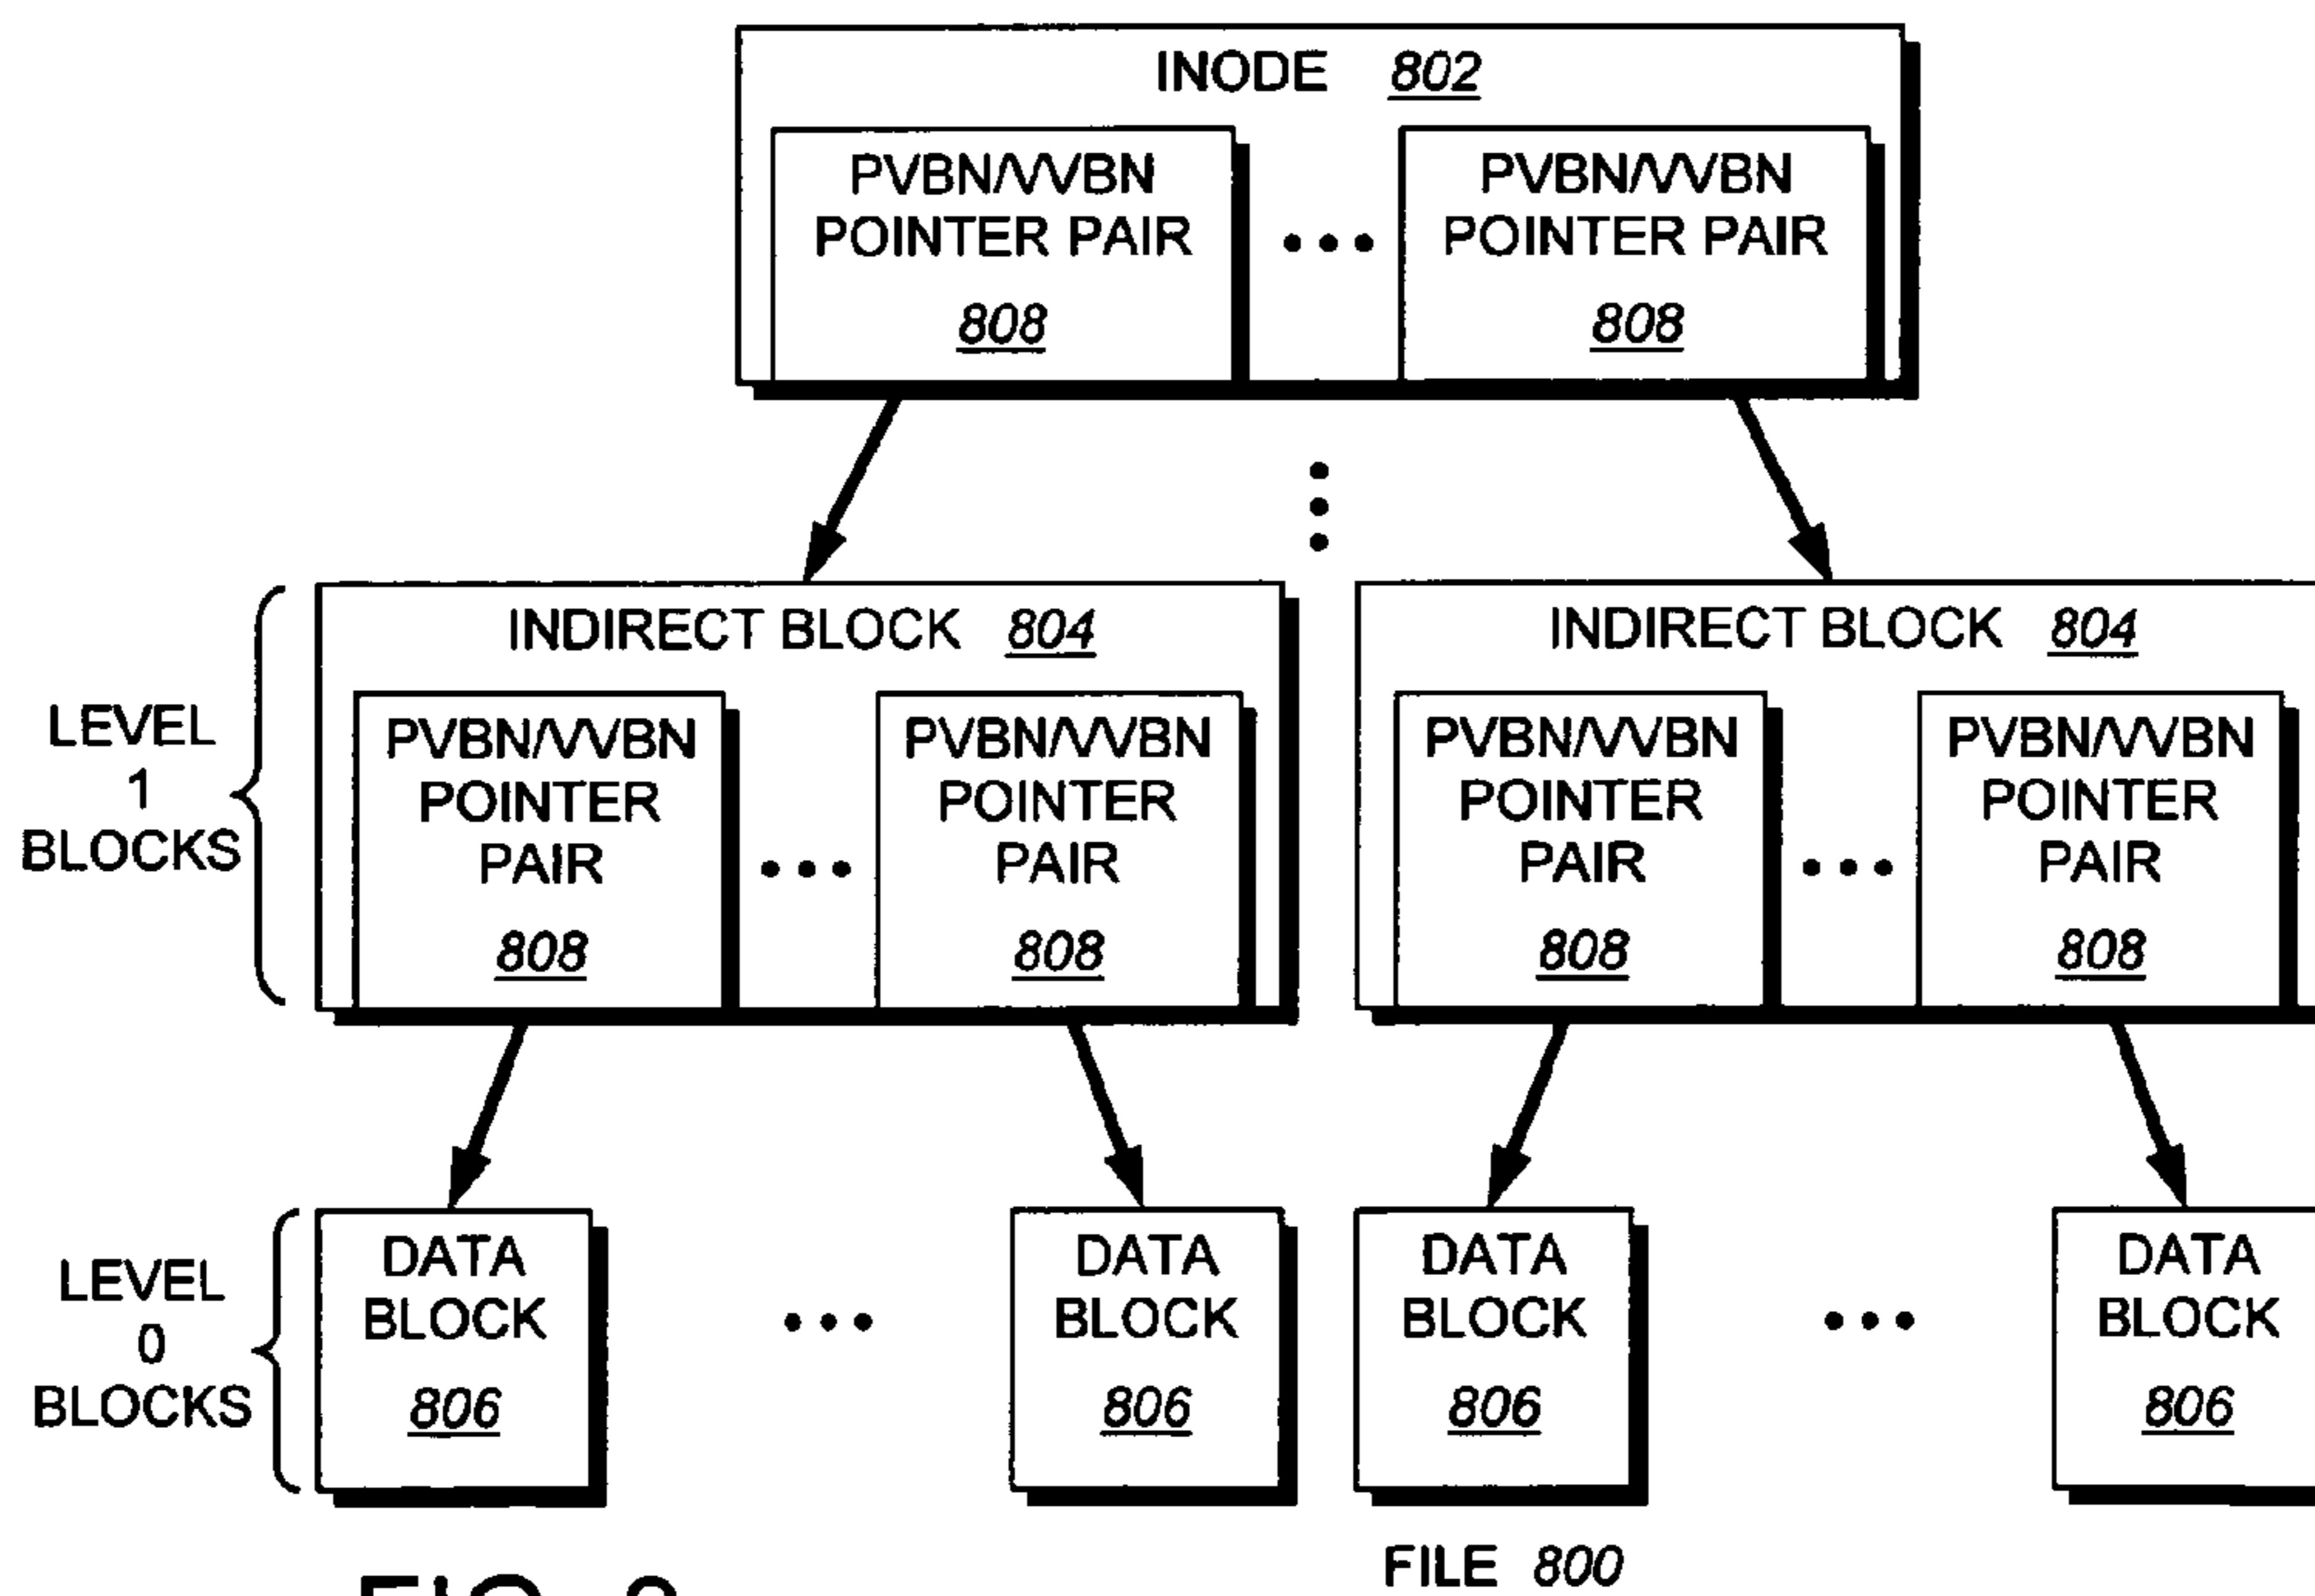 INODE 802
PVBN/VVBN
POINTER PAIR
808
• • •
PVBN/VVBN
POINTER PAIR
808
LEVEL
1
BLOCKS
INDIRECT BLOCK 804
PVBN/VVBN
POINTER
PAIR
808
• • •
PVBN/VVBN
POINTER
PAIR
808
INDIRECT BLOCK 804
PVBN/VVBN
POINTER
PAIR
808
• • •
PVBN/VVBN
POINTER
PAIR
808
LEVEL
0
BLOCKS
DATA
BLOCK
806
• • •
DATA
BLOCK
806
DATA
BLOCK
806
• • •
DATA
BLOCK
806
FILE 800